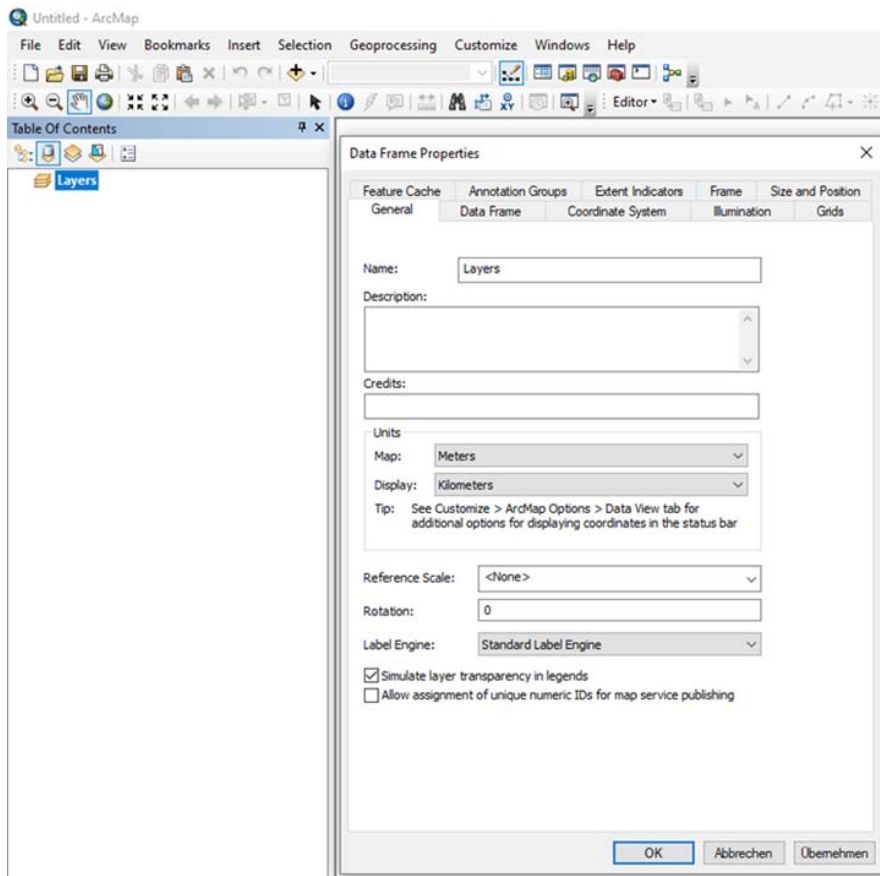 Untitled - ArcMap
File Edit View Bookmarks Insert Selection Geoprocessing Customize Windows Help
Editor
Table Of Contents
Layers
Data Frame Properties
Feature Cache Annotation Groups Extent Indicators Frame Size and Position
General Data Frame Coordinate System Illumination Grids
Name: Layers
Description:
Credits:
Units
Map: Meters
Display: Kilometers
Tip: See Customize > ArcMap Options > Data View tab for
additional options for displaying coordinates in the status bar
Reference Scale: <None>
Rotation: 0
Label Engine: Standard Label Engine
Simulate layer transparency in legends
Allow assignment of unique numeric IDs for map service publishing
OK Abbrechen Übernehmen